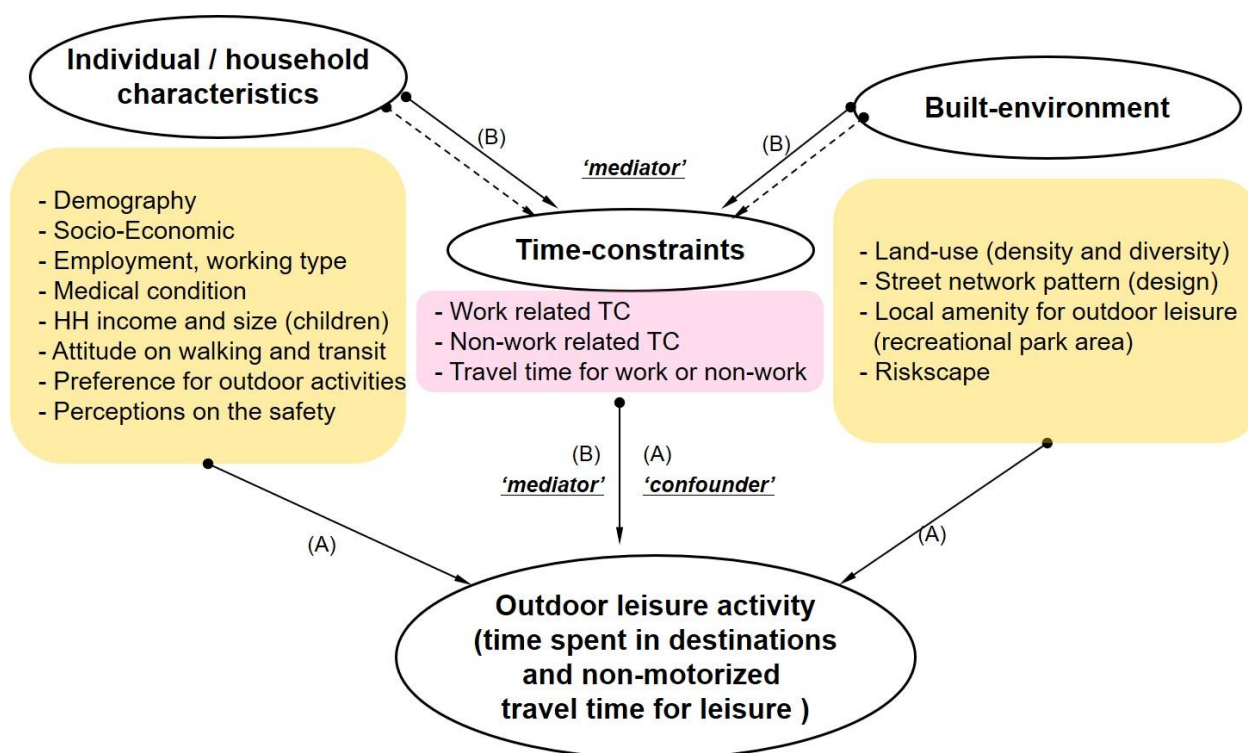 Individual / household
characteristics
Built-environment
(B)
(B)
‘mediator’
- Demography
- Socio-Economic
- Employment, working type
- Medical condition
- HH income and size (children)
- Attitude on walking and transit
- Preference for outdoor activities
- Perceptions on the safety
Time-constraints
- Work related TC
- Non-work related TC
- Travel time for work or non-work
- Land-use (density and diversity)
- Street network pattern (design)
- Local amenity for outdoor leisure
(recreational park area)
- Riskscape
(B)
(A)
‘mediator’
‘confounder’
(A)
(A)
Outdoor leisure activity
(time spent in destinations
and non-motorized
travel time for leisure )